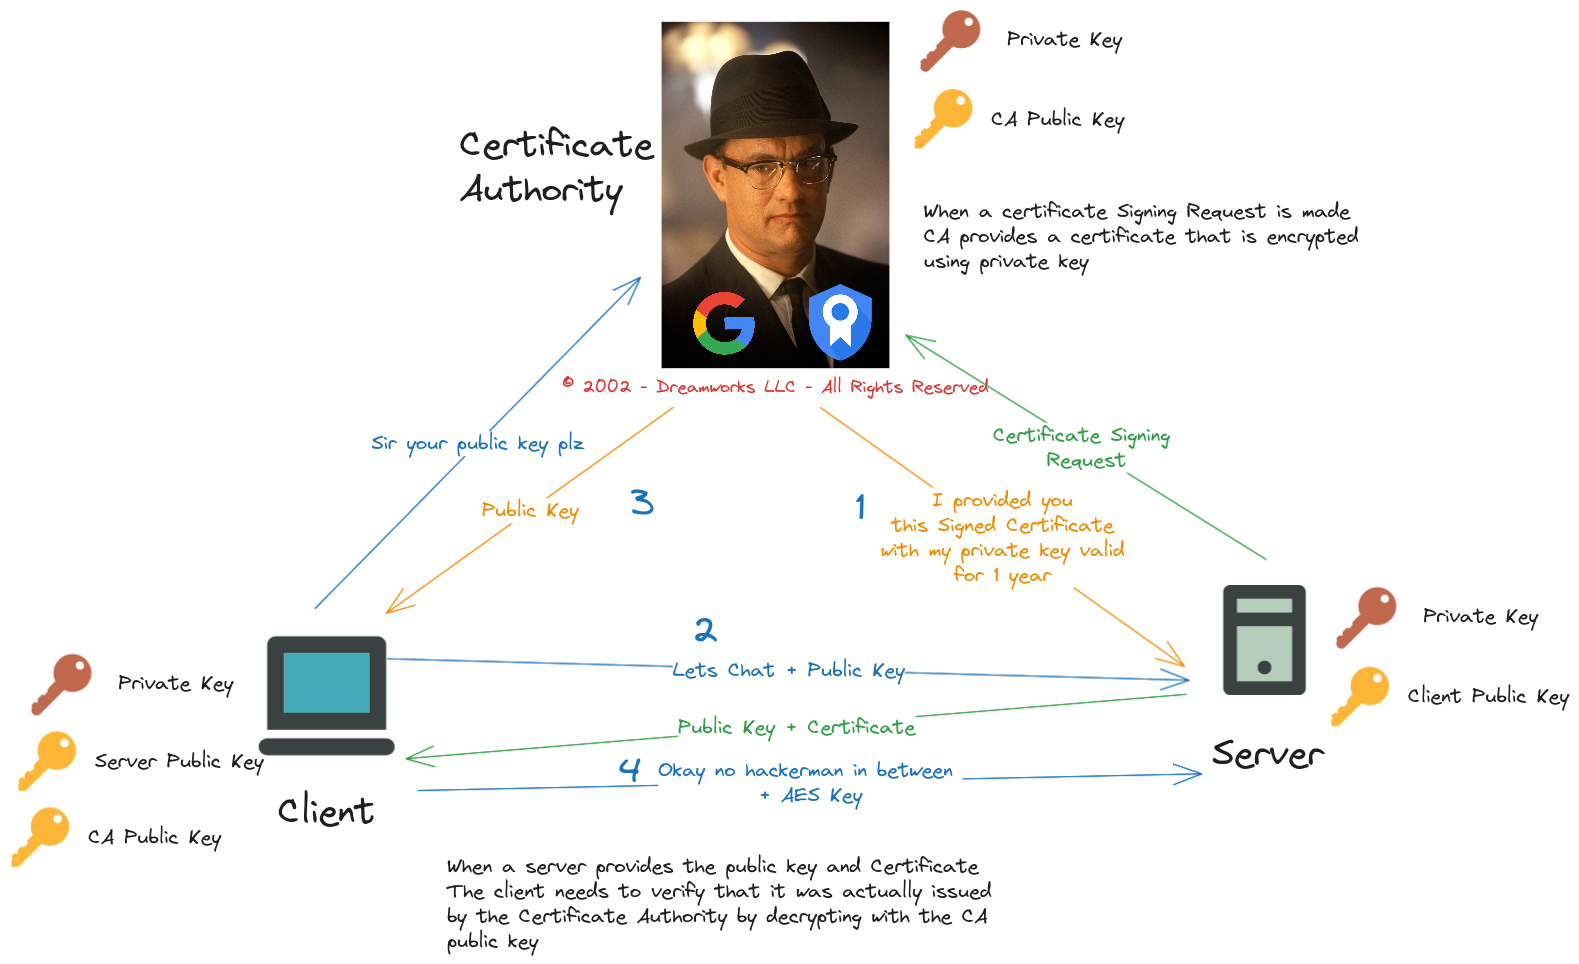 Private Key
CA Public Key
Certificate
Authority
When a certificate Signing Request is made
CA provides a certificate that is encrypted
using private key
© 2002 - Dreamworks LLC - All Rights Reserved
Sir your public key plz
Certificate Signing
Request
Public Key
3
1
I provided you
this Signed Certificate
with my private key valid
for 1 year
2
Lets Chat + Public Key
Public Key + Certificate
4
Okay no hackerman in between
+ AES Key
Private Key
Server Public Key
CA Public Key
Client
Private Key
Client Public Key
Server
When a server provides the public key and Certificate
The client needs to verify that it was actually issued
by the Certificate Authority by decrypting with the CA
public key